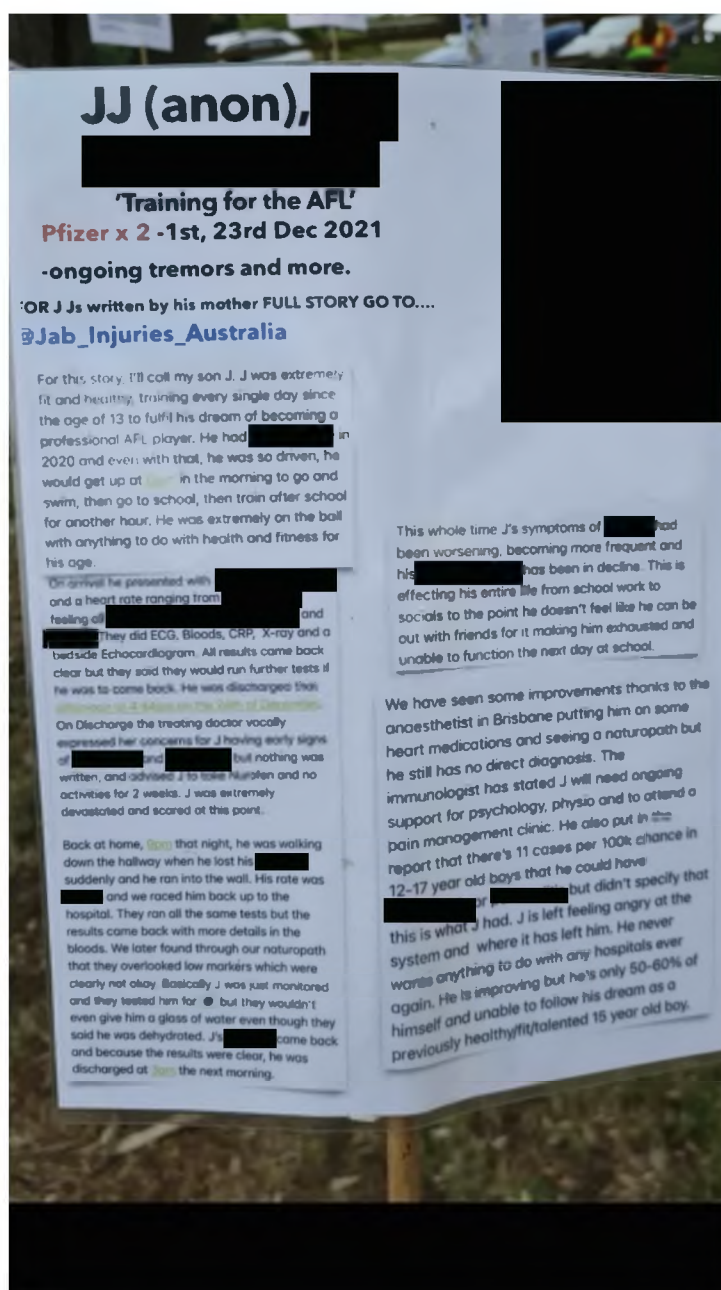 JJ (anon),
'Training for the AFL'
Pfizer x 2 -1st, 23rd Dec 2021
-ongoing tremors and more.
OR J Js written by his mother FULL STORY GO TO....
@Jab_Injuries_Australia
For this story, I'll call my son J. J was extremely
fit and healthy, training every single day since
the age of 13 to fulfil his dream of becoming a
professional AFL player. He had in
2020 and even with that, he was so driven, he
would get up at in the morning to go and
swim, then go to school, then train after school
for another hour. He was extremely on the ball
with anything to do with health and fitness for
his age.
On arrival he presented with
and a heart rate ranging from
feeling all and
They did ECG, Bloods, CRP, X-ray and a
bedside Echocardiogram. All results came back
clear but they said they would run further tests if
he was to come back. He was discharged that
On Discharge the treating doctor vocally
expressed her concerns for J having early signs
of and but nothing was
written, and advised J to take Nurofen and no
activities for 2 weeks. J was extremely
devastated and scared at this point.
Back at home, that night, he was walking
down the hallway when he lost his
suddenly and he ran into the wall. His rate was
and we raced him back up to the
hospital. They ran all the same tests but the
results came back with more details in the
bloods. We later found through our naturopath
that they overlooked low markers which were
clearly not okay. Basically J was just monitored
and they tested him for but they wouldn't
even give him a glass of water even though they
said he was dehydrated. J's came back
and because the results were clear, he was
discharged at the next morning.
This whole time J's symptoms of had
been worsening, becoming more frequent and
his has been in decline. This is
effecting his entire life from school work to
socials to the point he doesn't feel like he can be
out with friends for it making him exhausted and
unable to function the next day at school.
We have seen some improvements thanks to the
anaesthetist in Brisbane putting him on some
heart medications and seeing a naturopath but
he still has no direct diagnosis. The
immunologist has stated J will need ongoing
support for psychology, physio and to attend a
pain management clinic. He also put in the
report that there's 11 cases per 100k chance in
12-17 year old boys that he could have
or but didn't specify that
this is what J had. J is left feeling angry at the
system and where it has left him. He never
wants anything to do with any hospitals ever
again. He is improving but he's only 50-60% of
himself and unable to follow his dream as a
previously healthy/fit/talented 15 year old boy.